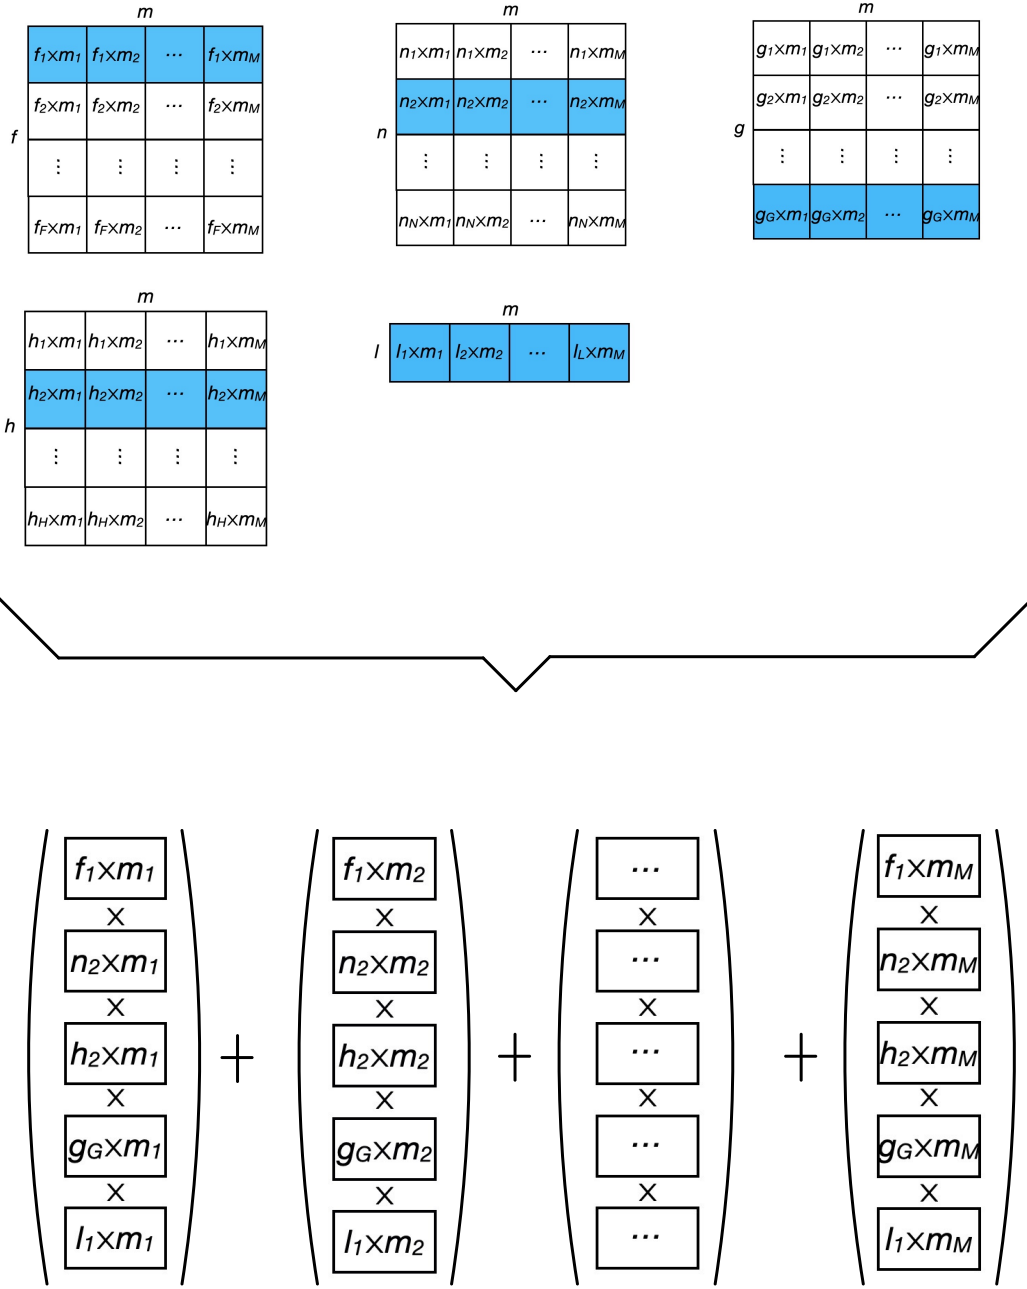 m
f₁×m₁ f₁×m₂ ⋯ f₁×m_M
f₂×m₁ f₂×m₂ ⋯ f₂×m_M
f
⋮ ⋮ ⋮ ⋮
f_F×m₁ f_F×m₂ ⋯ f_F×m_M
m
n₁×m₁ n₁×m₂ ⋯ n₁×m_M
n₂×m₁ n₂×m₂ ⋯ n₂×m_M
n
⋮ ⋮ ⋮ ⋮
n_N×m₁ n_N×m₂ ⋯ n_N×m_M
m
g₁×m₁ g₁×m₂ ⋯ g₁×m_M
g₂×m₁ g₂×m₂ ⋯ g₂×m_M
g
⋮ ⋮ ⋮ ⋮
g_G×m₁ g_G×m₂ ⋯ g_G×m_M
m
h₁×m₁ h₁×m₂ ⋯ h₁×m_M
h₂×m₁ h₂×m₂ ⋯ h₂×m_M
h
⋮ ⋮ ⋮ ⋮
h_H×m₁ h_H×m₂ ⋯ h_H×m_M
m
l l₁×m₁ l₂×m₂ ⋯ l_L×m_M
f₁×m₁ f₁×m₂ ⋯ f₁×m_M
× × × ×
n₂×m₁ n₂×m₂ ⋯ n₂×m_M
× × × ×
h₂×m₁ + h₂×m₂ + ⋯ + h₂×m_M
× × × ×
g_G×m₁ g_G×m₂ ⋯ g_G×m_M
× × × ×
l₁×m₁ l₁×m₂ ⋯ l₁×m_M